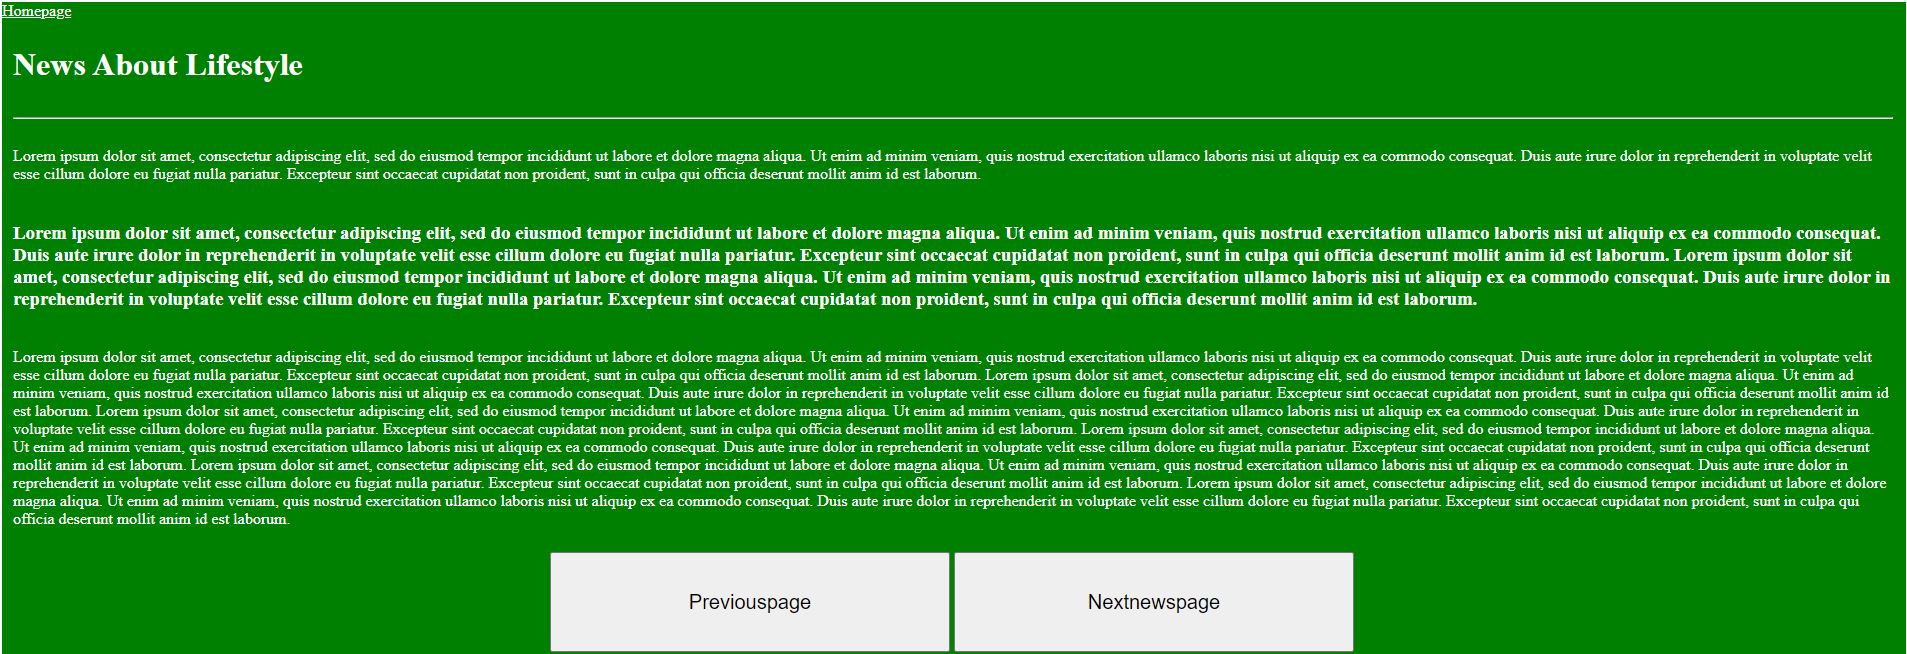 Homepage
News About Lifestyle
Lorem ipsum dolor sit amet, consectetur adipiscing elit, sed do eiusmod tempor incididunt ut labore et dolore magna aliqua. Ut enim ad minim veniam, quis nostrud exercitation ullamco laboris nisi ut aliquip ex ea commodo consequat. Duis aute irure dolor in reprehenderit in voluptate velit
esse cillum dolore eu fugiat nulla pariatur. Excepteur sint occaecat cupidatat non proident, sunt in culpa qui officia deserunt mollit anim id est laborum.
Lorem ipsum dolor sit amet, consectetur adipiscing elit, sed do eiusmod tempor incididunt ut labore et dolore magna aliqua. Ut enim ad minim veniam, quis nostrud exercitation ullamco laboris nisi ut aliquip ex ea commodo consequat.
Duis aute irure dolor in reprehenderit in voluptate velit esse cillum dolore eu fugiat nulla pariatur. Excepteur sint occaecat cupidatat non proident, sunt in culpa qui officia deserunt mollit anim id est laborum. Lorem ipsum dolor sit
amet, consectetur adipiscing elit, sed do eiusmod tempor incididunt ut labore et dolore magna aliqua. Ut enim ad minim veniam, quis nostrud exercitation ullamco laboris nisi ut aliquip ex ea commodo consequat. Duis aute irure dolor in
reprehenderit in voluptate velit esse cillum dolore eu fugiat nulla pariatur. Excepteur sint occaecat cupidatat non proident, sunt in culpa qui officia deserunt mollit anim id est laborum.
Lorem ipsum dolor sit amet, consectetur adipiscing elit, sed do eiusmod tempor incididunt ut labore et dolore magna aliqua. Ut enim ad minim veniam, quis nostrud exercitation ullamco laboris nisi ut aliquip ex ea commodo consequat. Duis aute irure dolor in reprehenderit in voluptate velit
esse cillum dolore eu fugiat nulla pariatur. Excepteur sint occaecat cupidatat non proident, sunt in culpa qui officia deserunt mollit anim id est laborum. Lorem ipsum dolor sit amet, consectetur adipiscing elit, sed do eiusmod tempor incididunt ut labore et dolore magna aliqua. Ut enim ad
minim veniam, quis nostrud exercitation ullamco laboris nisi ut aliquip ex ea commodo consequat. Duis aute irure dolor in reprehenderit in voluptate velit esse cillum dolore eu fugiat nulla pariatur. Excepteur sint occaecat cupidatat non proident, sunt in culpa qui officia deserunt mollit anim id
est laborum. Lorem ipsum dolor sit amet, consectetur adipiscing elit, sed do eiusmod tempor incididunt ut labore et dolore magna aliqua. Ut enim ad minim veniam, quis nostrud exercitation ullamco laboris nisi ut aliquip ex ea commodo consequat. Duis aute irure dolor in reprehenderit in
voluptate velit esse cillum dolore eu fugiat nulla pariatur. Excepteur sint occaecat cupidatat non proident, sunt in culpa qui officia deserunt mollit anim id est laborum. Lorem ipsum dolor sit amet, consectetur adipiscing elit, sed do eiusmod tempor incididunt ut labore et dolore magna aliqua.
Ut enim ad minim veniam, quis nostrud exercitation ullamco laboris nisi ut aliquip ex ea commodo consequat. Duis aute irure dolor in reprehenderit in voluptate velit esse cillum dolore eu fugiat nulla pariatur. Excepteur sint occaecat cupidatat non proident, sunt in culpa qui officia deserunt
mollit anim id est laborum. Lorem ipsum dolor sit amet, consectetur adipiscing elit, sed do eiusmod tempor incididunt ut labore et dolore magna aliqua. Ut enim ad minim veniam, quis nostrud exercitation ullamco laboris nisi ut aliquip ex ea commodo consequat. Duis aute irure dolor in
reprehenderit in voluptate velit esse cillum dolore eu fugiat nulla pariatur. Excepteur sint occaecat cupidatat non proident, sunt in culpa qui officia deserunt mollit anim id est laborum. Lorem ipsum dolor sit amet, consectetur adipiscing elit, sed do eiusmod tempor incididunt ut labore et dolore
magna aliqua. Ut enim ad minim veniam, quis nostrud exercitation ullamco laboris nisi ut aliquip ex ea commodo consequat. Duis aute irure dolor in reprehenderit in voluptate velit esse cillum dolore eu fugiat nulla pariatur. Excepteur sint occaecat cupidatat non proident, sunt in culpa qui
officia deserunt mollit anim id est laborum.
Previouspage
Nextnewspage